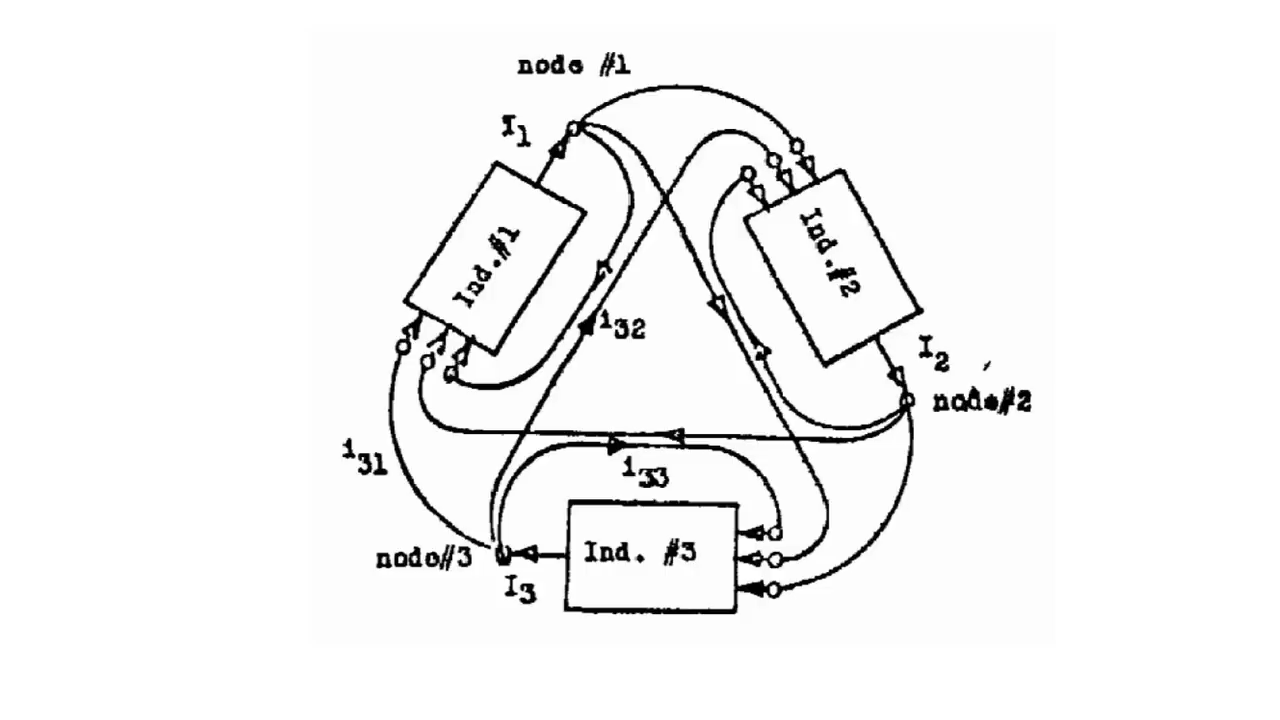 node #1
I1
Ind.#1
Ind.#2
i32
I2
node#2
i31
i33
node#3
Ind. #3
I3